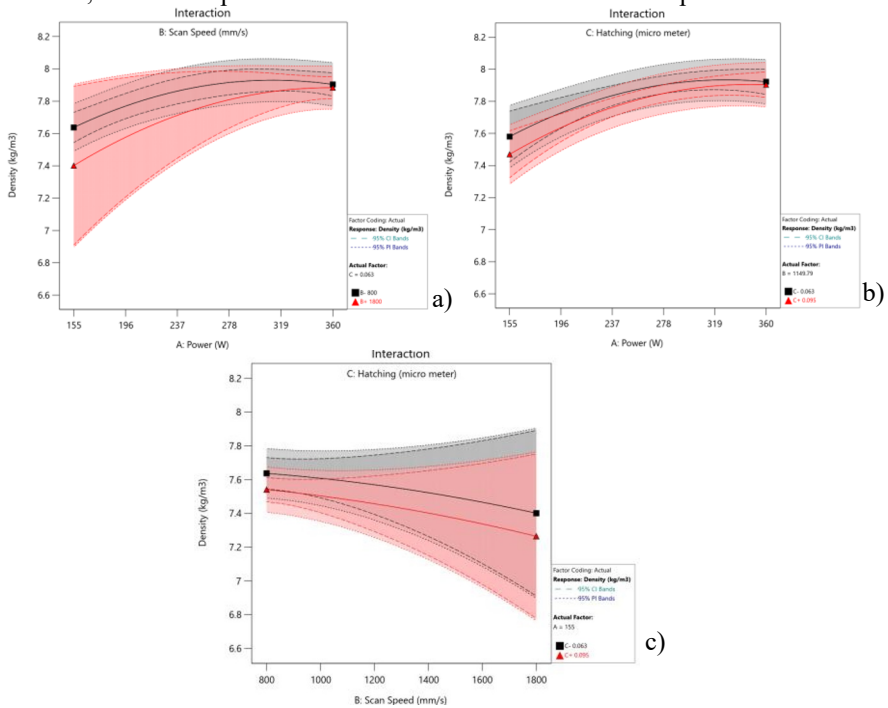 Interaction
B: Scan Speed (mm/s)
8.2
8
7.8
7.6
7.4
7.2
7
6.8
6.6
Density (kg/m3)
155 196 237 278 319 360
A: Power (W)
Factor Coding: Actual
Response: Density (kg/m3)
95% CI Bands
95% PI Bands
Actual Factor:
C = 0.063
B- 800
B+ 1800
a)
Interaction
C: Hatching (micro meter)
8.2
8
7.8
7.6
7.4
7.2
7
6.8
6.6
Density (kg/m3)
155 196 237 278 319 360
A: Power (W)
Factor Coding: Actual
Response: Density (kg/m3)
95% CI Bands
95% PI Bands
Actual Factor:
B = 1149.79
C- 0.063
C+ 0.095
b)
Interaction
C: Hatching (micro meter)
8.2
8
7.8
7.6
7.4
7.2
7
6.8
6.6
Density (kg/m3)
800 1000 1200 1400 1600 1800
B: Scan Speed (mm/s)
Factor Coding: Actual
Response: Density (kg/m3)
95% CI Bands
95% PI Bands
Actual Factor:
A = 155
C- 0.063
C+ 0.095
c)